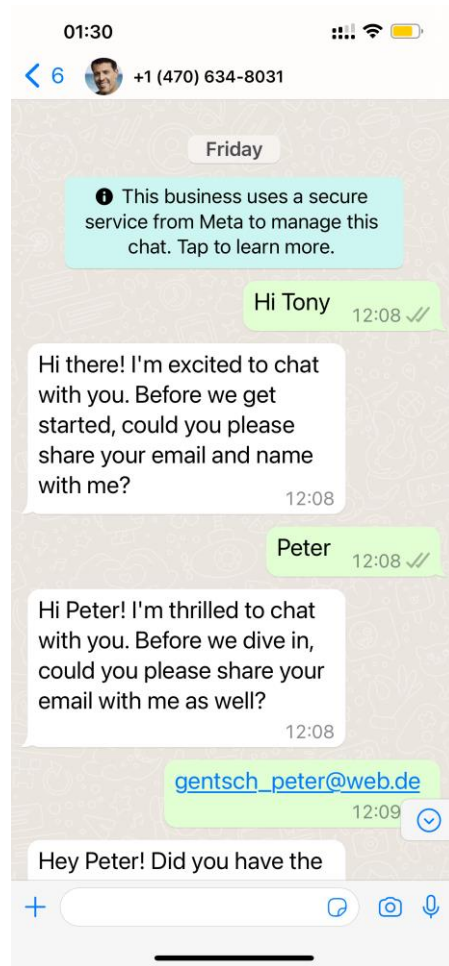 01:30
6
+1 (470) 634-8031
Friday
This business uses a secure
service from Meta to manage this
chat. Tap to learn more.
Hi Tony
12:08
Hi there! I'm excited to chat
with you. Before we get
started, could you please
share your email and name
with me?
12:08
Peter
12:08
Hi Peter! I'm thrilled to chat
with you. Before we dive in,
could you please share your
email with me as well?
12:08
gentsch_peter@web.de
12:09
Hey Peter! Did you have the